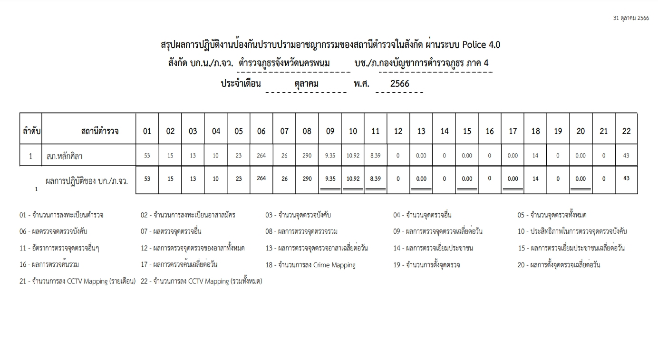 31 ตุลาคม 2566
สรุปผลการปฏิบัติงานป้องกันปราบปรามอาชญากรรมของสถานีตำรวจในสังกัด ผ่านระบบ Police 4.0
สังกัด บก.น./ภ.จว. ตำรวจภูธรจังหวัดนครพนม บช./ภ.กองบัญชาการตำรวจภูธร ภาค 4
ประจำเดือน ตุลาคม พ.ศ. 2566
ลำดับ สถานีตำรวจ 01 02 03 04 05 06 07 08 09 10 11 12 13 14 15 16 17 18 19 20 21 22
1 สภ.หลักศิลา 53 15 13 10 23 264 26 290 9.35 10.92 8.39 0 0.00 0 0.00 0 0.00 14 0 0.00 0 43
1 ผลการปฏิบัติของ บก./ภ.จว. 53 15 13 10 23 264 26 290 9.35 10.92 8.39 0 0.00 0 0.00 0 0.00 14 0 0.00 0 43
01 - จำนวนการลงทะเบียนตำรวจ 02 - จำนวนการลงทะเบียนอาสาสมัคร 03 - จำนวนจุดตรวจบังคับ 04 - จำนวนจุดตรวจอื่น 05 - จำนวนจุดตรวจทั้งหมด
06 - ผลตรวจจุดตรวจบังคับ 07 - ผลตรวจจุดตรวจอื่น 08 - ผลการตรวจจุดตรวจรวม 09 - ผลการตรวจจุดตรวจเฉลี่ยต่อวัน 10 - ประสิทธิภาพในการตรวจจุดตรวจบังคับ
11 - อัตราการตรวจจุดตรวจอื่นๆ 12 - ผลการตรวจจุดตรวจของอาสาทั้งหมด 13 - ผลการตรวจจุดตรวจอาสาเฉลี่ยต่อวัน 14 - ผลการตรวจเยี่ยมประชาชน 15 - ผลการตรวจเยี่ยมประชาชนเฉลี่ยต่อวัน
16 - ผลการตรวจค้นรวม 17 - ผลการตรวจค้นเฉลี่ยต่อวัน 18 - จำนวนการลง Crime Mapping 19 - จำนวนการตั้งจุดตรวจ 20 - ผลการตั้งจุดตรวจเฉลี่ยต่อวัน
21 - จำนวนการลง CCTV Mapping (รายเดือน) 22 - จำนวนการลง CCTV Mapping (รวมทั้งหมด)